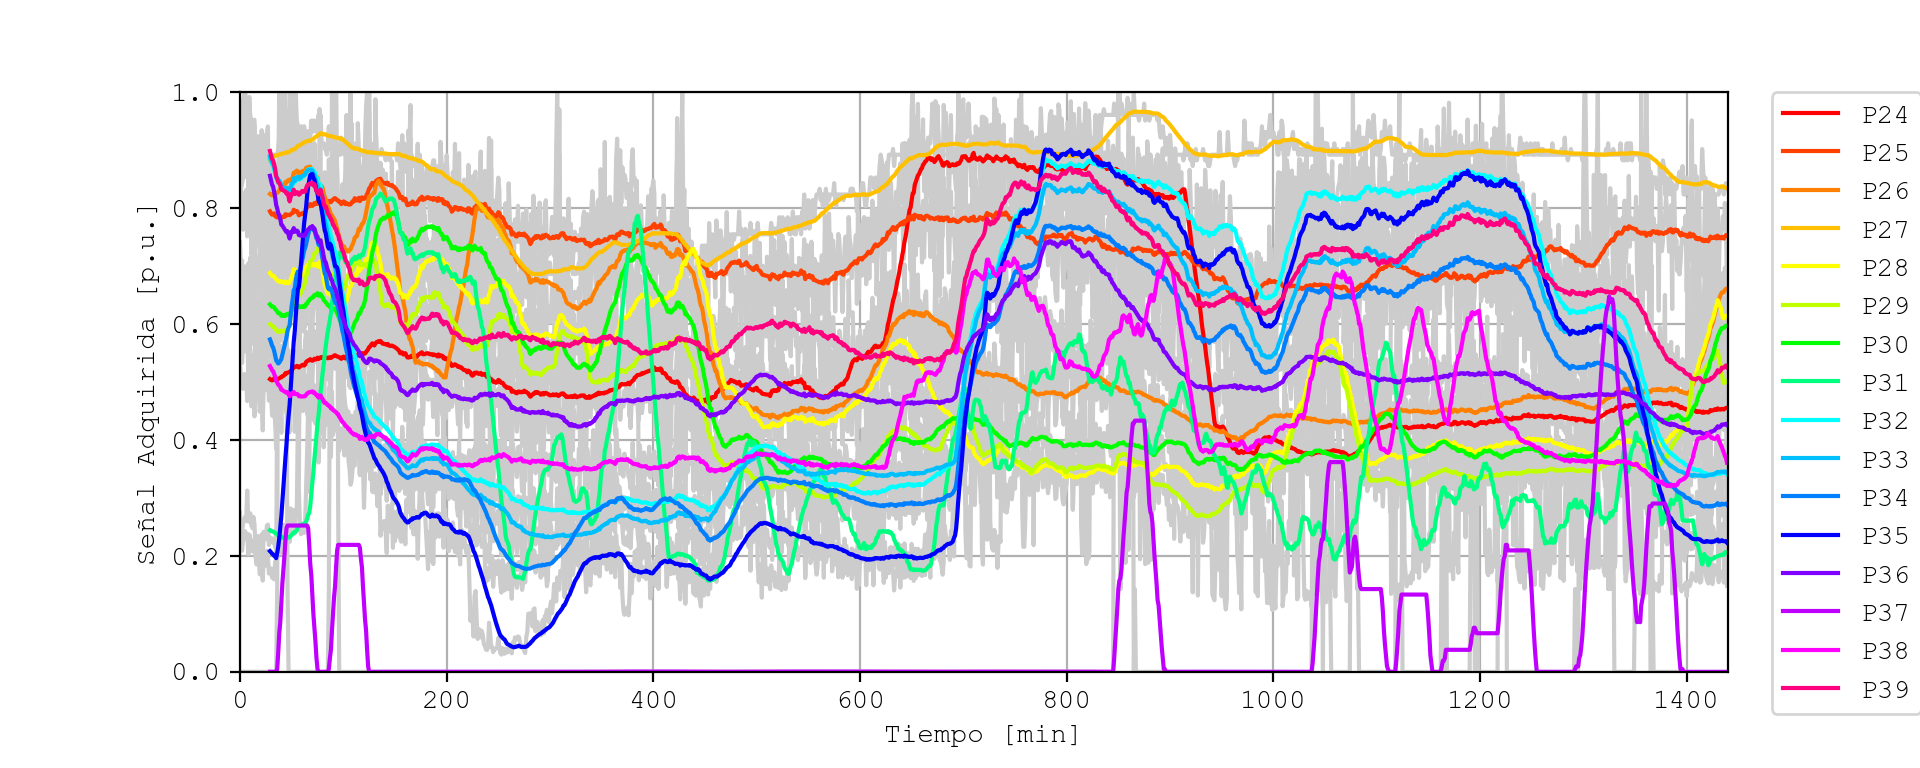 1.0
0.8
0.6
0.4
0.2
0.0
Señal Adquirida [p.u.]
0 200 400 600 800 1000 1200 1400
Tiempo [min]
P24
P25
P26
P27
P28
P29
P30
P31
P32
P33
P34
P35
P36
P37
P38
P39